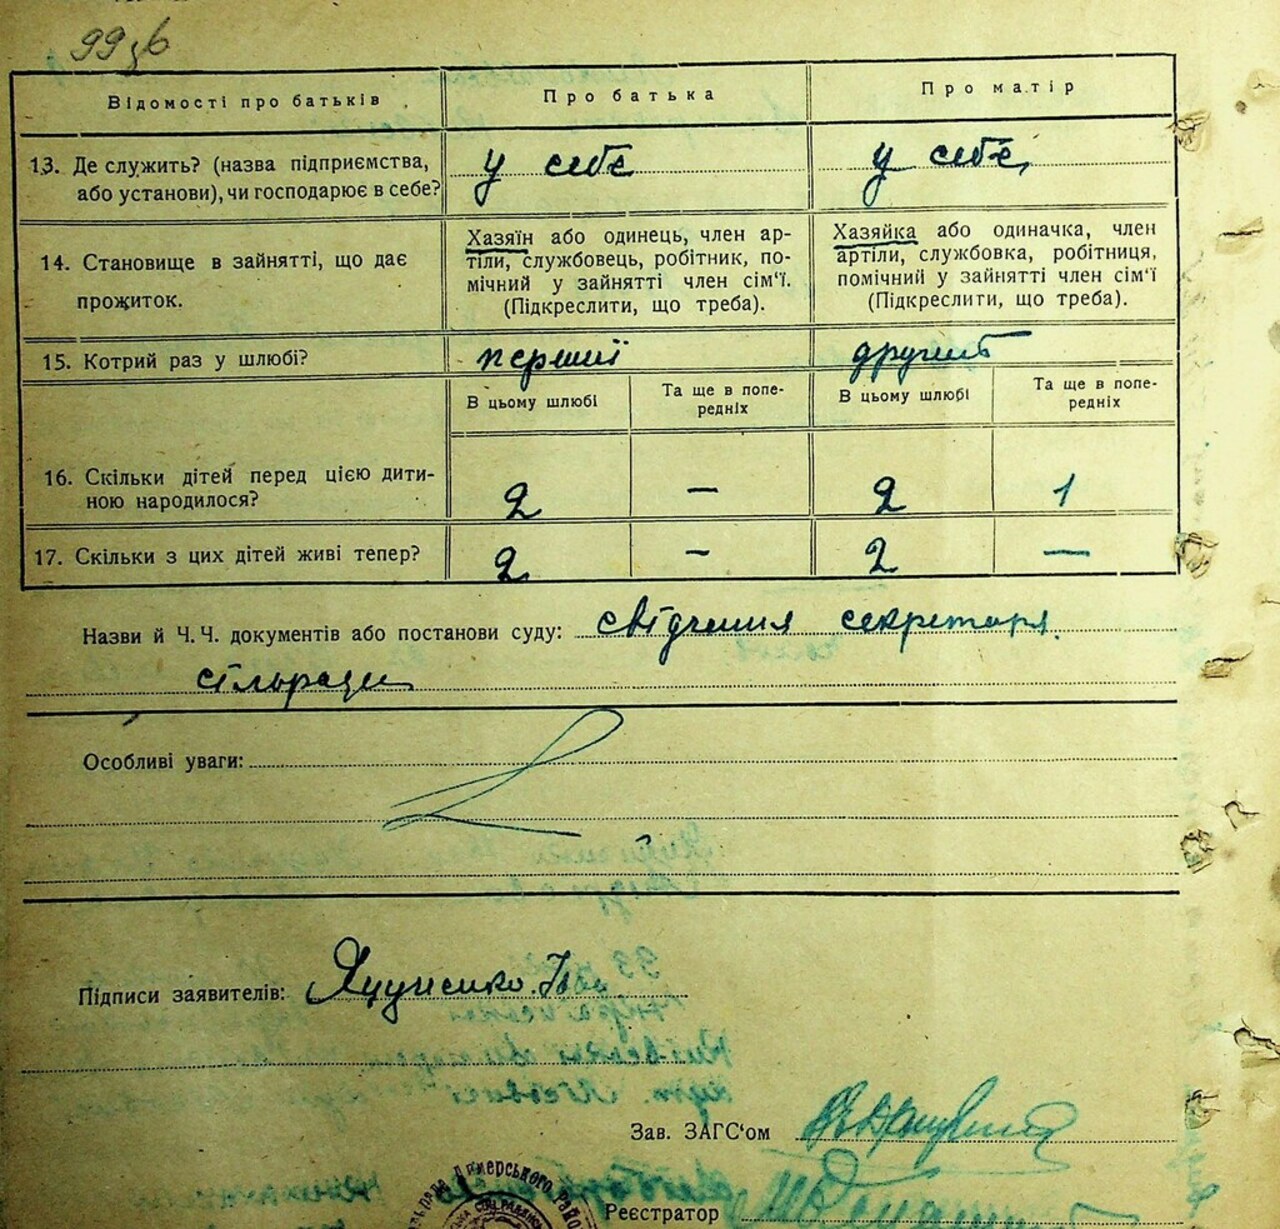 99зв
Відомості про батьків
Про батька
Про матір
13. Де служить? (назва підприємства, або установи), чи господарює в себе?
у себе
у себе
14. Становище в зайнятті, що дає прожиток.
Хазяїн або одинець, член ар-
тіли, службовець, робітник, по-
мічний у зайнятті член сім‘ї.
(Підкреслити, що треба).
Хазяйка або одиначка, член
артіли, службовка, робітниця,
помічний у зайнятті член сім‘ї
(Підкреслити, що треба).
15. Котрий раз у шлюбі?
перший
другий
В цьому шлюбі
Та ще в попе-
редніх
В цьому шлюбі
Та ще в попе-
редніх
16. Скільки дітей перед цією дити-
ною народилося?
2
—
2
1
17. Скільки з цих дітей живі тепер?
2
—
2
—
Назви й Ч.Ч. документів або постанови суду: свідчення секретаря
сільради
Особливі уваги:
Підписи заявителів:
Зав. ЗАГС‘ом
Реєстратор